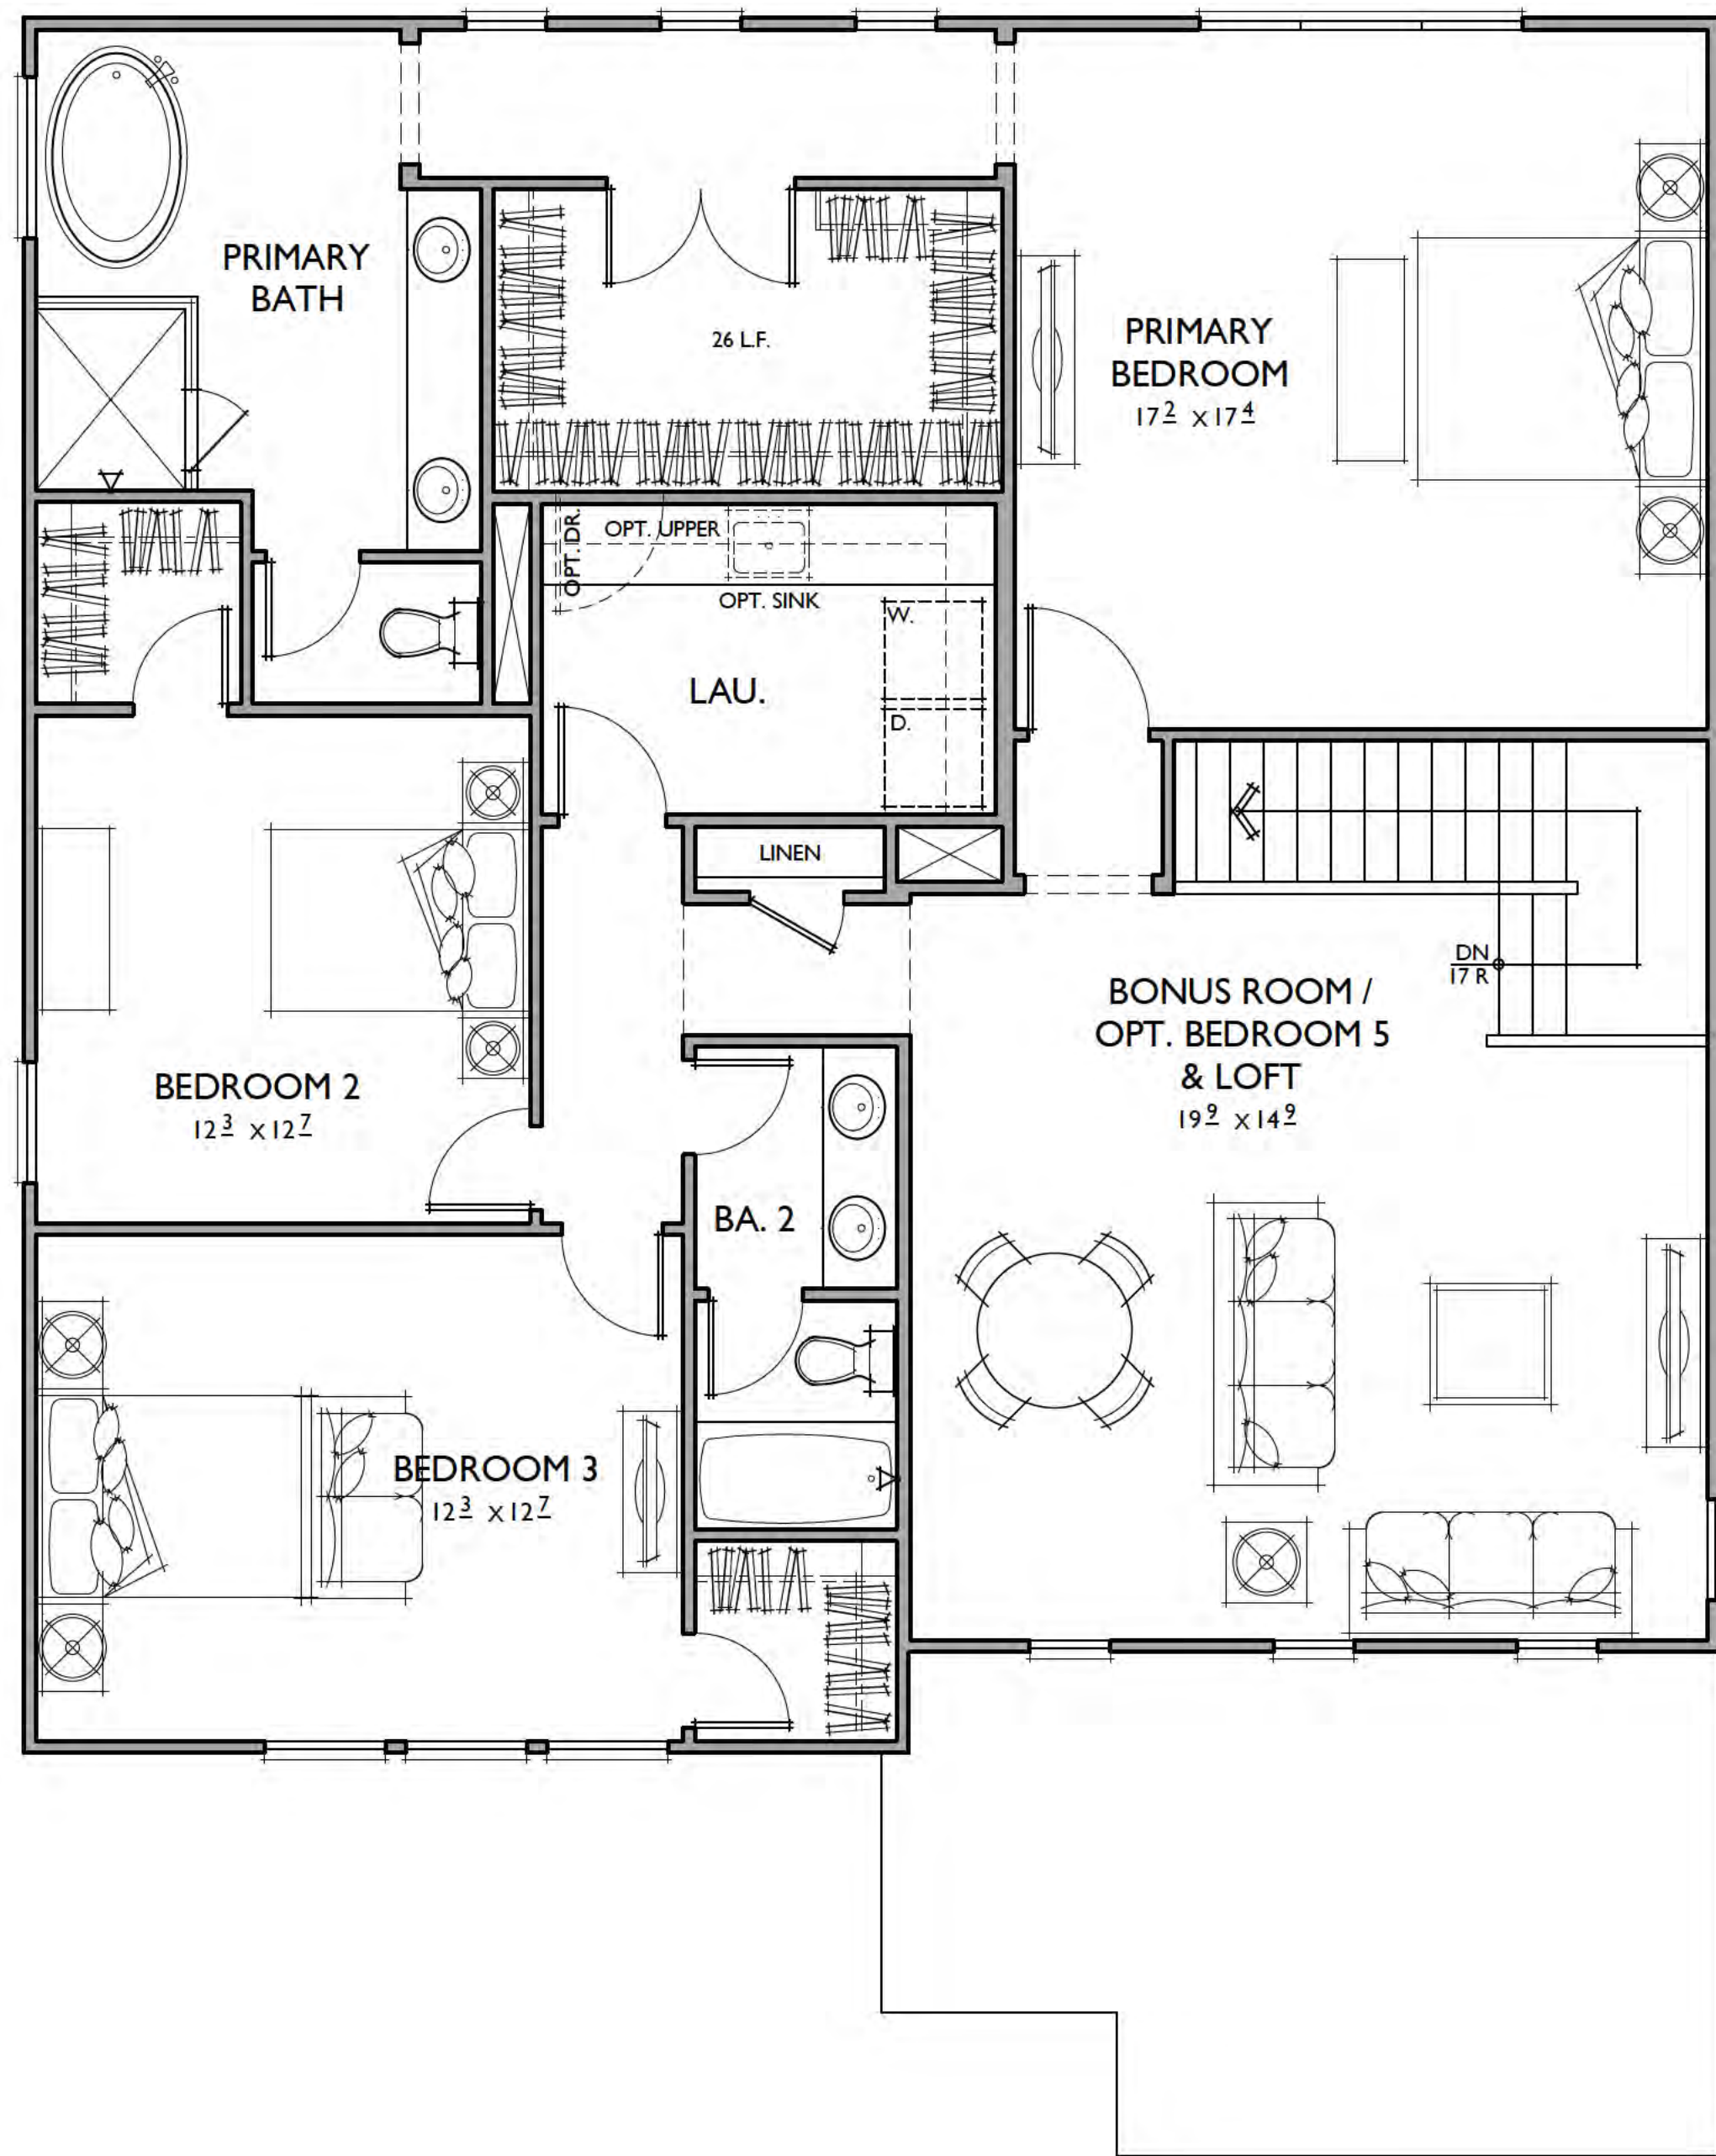 PRIMARY
BATH
26 L.F.
PRIMARY
BEDROOM
17 2 X 17 4
OPT. DR.
OPT. UPPER
OPT. SINK
W.
LAU.
D.
LINEN
DN
17 R
BONUS ROOM /
OPT. BEDROOM 5
& LOFT
19 9 X 14 9
BEDROOM 2
12 3 X 12 7
BA. 2
BEDROOM 3
12 3 X 12 7